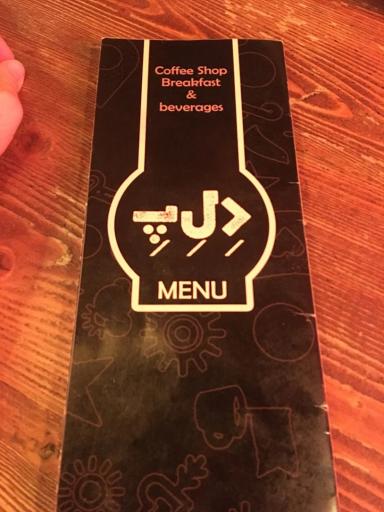 Coffee Shop
Breakfast
&
beverages
دل پ
MENU